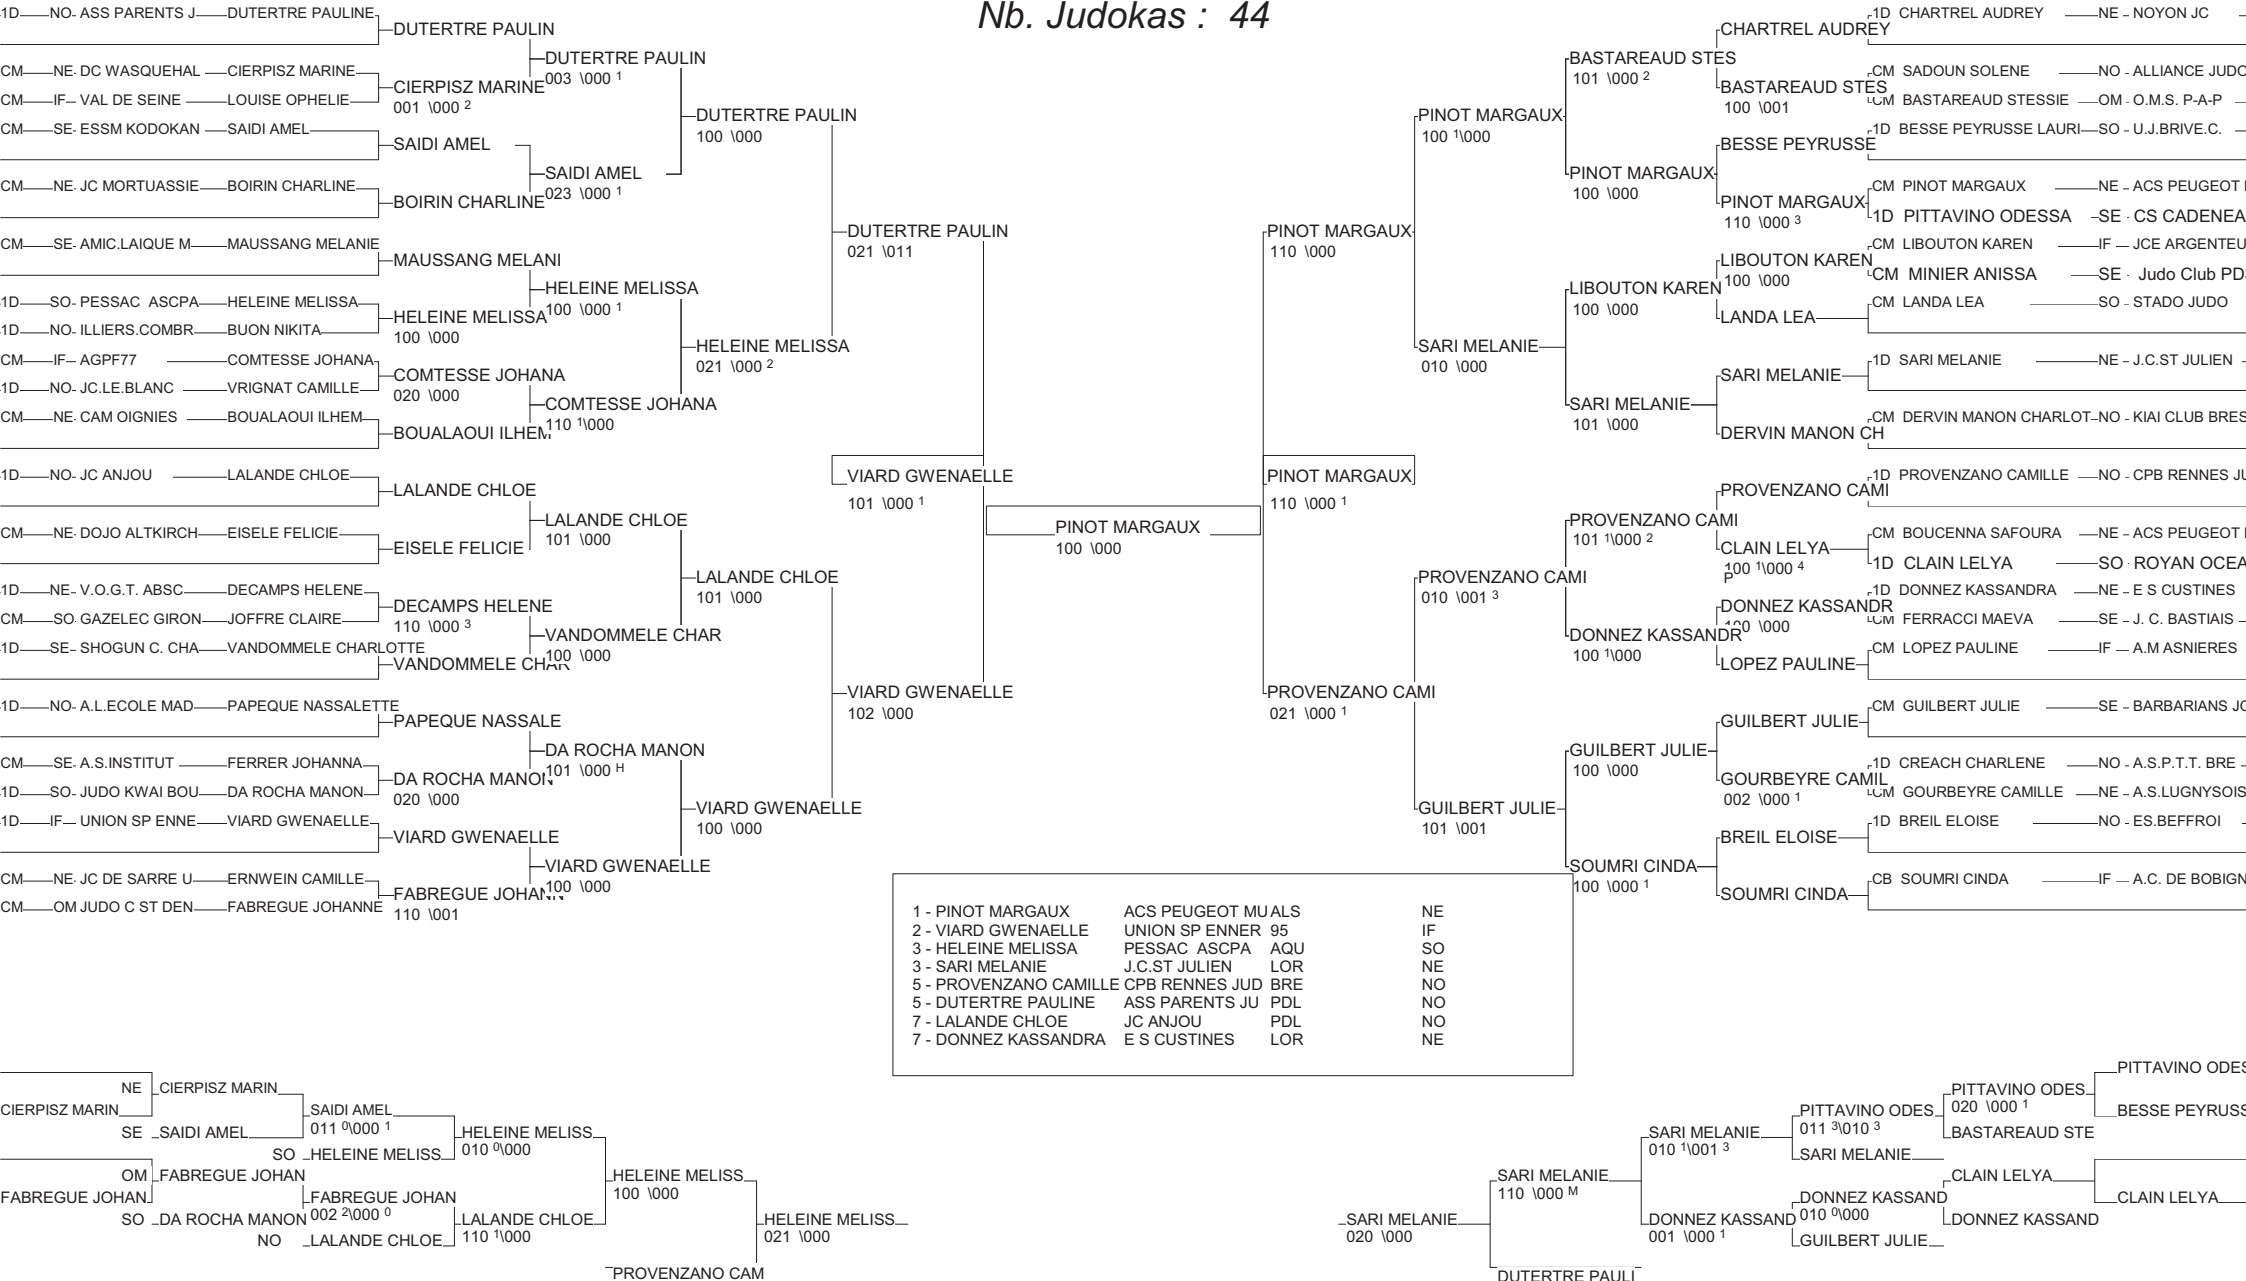 Nb. Judokas : 44
1D NO- ASS PARENTS J DUTERTRE PAULINE
CM NE- DC WASQUEHAL CIERPISZ MARINE
CM IF- VAL DE SEINE LOUISE OPHELIE
CM SE- ESSM KODOKAN SAIDI AMEL
CM NE- JC MORTUASSIE BOIRIN CHARLINE
CM SE- AMIC.LAIQUE M MAUSSANG MELANIE
1D SO- PESSAC ASCPA HELEINE MELISSA
1D NO- ILLIERS.COMBR BUON NIKITA
CM IF- AGPF77 COMTESSE JOHANA
1D NO- JC.LE.BLANC VRIGNAT CAMILLE
CM NE- CAM OIGNIES BOUALAOUI ILHEM
1D NO- JC ANJOU LALANDE CHLOE
CM NE- DOJO ALTKIRCH EISELE FELICIE
1D NE- V.O.G.T. ABSC DECAMPS HELENE
CM SO- GAZELEC GIRON JOFFRE CLAIRE
1D SE- SHOGUN C. CHA VANDOMMELE CHARLOTTE
1D NO- A.L.ECOLE MAD PAPEQUE NASSALETTE
CM SE- A.S.INSTITUT FERRER JOHANNA
1D SO- JUDO KWAI BOU DA ROCHA MANON
1D IF- UNION SP ENNE VIARD GWENAELLE
CM NE- JC DE SARRE U ERNWEIN CAMILLE
CM OM JUDO C ST DEN FABREGUE JOHANNE
DUTERTRE PAULIN
CIERPISZ MARINE
001 \000 2
SAIDI AMEL
BOIRIN CHARLINE
MAUSSANG MELANI
HELEINE MELISSA
100 \000
COMTESSE JOHANA
020 \000
BOUALAOUI ILHEM
LALANDE CHLOE
EISELE FELICIE
DECAMPS HELENE
110 \000 3
VANDOMMELE CHAR
PAPEQUE NASSALE
DA ROCHA MANON
020 \000
VIARD GWENAELLE
FABREGUE JOHANN
110 \001
DUTERTRE PAULIN
003 \000 1
SAIDI AMEL
023 \000 1
HELEINE MELISSA
100 \000 1
COMTESSE JOHANA
110 1\000
LALANDE CHLOE
101 \000
VANDOMMELE CHAR
100 \000
DA ROCHA MANON
101 \000 H
VIARD GWENAELLE
100 \000
DUTERTRE PAULIN
100 \000
HELEINE MELISSA
021 \000 2
LALANDE CHLOE
101 \000
VIARD GWENAELLE
100 \000
DUTERTRE PAULIN
021 \011
VIARD GWENAELLE
102 \000
VIARD GWENAELLE
101 \000 1
PINOT MARGAUX
100 \000
PINOT MARGAUX
110 \000 1
PINOT MARGAUX
110 \000
PROVENZANO CAMI
021 \000 1
PINOT MARGAUX
100 1\000
SARI MELANIE
010 \000
PROVENZANO CAMI
010 \001 3
GUILBERT JULIE
101 \001
BASTAREAUD STES
101 \000 2
PINOT MARGAUX
100 \000
LIBOUTON KAREN
100 \000
SARI MELANIE
101 \000
PROVENZANO CAMI
101 1\000 2
DONNEZ KASSANDR
100 1\000
GUILBERT JULIE
100 \000
SOUMRI CINDA
100 \000 1
CHARTREL AUDREY
BASTAREAUD STES
100 \001
BESSE PEYRUSSE
PINOT MARGAUX
110 \000 3
LIBOUTON KAREN
100 \000
LANDA LEA
SARI MELANIE
DERVIN MANON CH
PROVENZANO CAMI
CLAIN LELYA
100 1\000 4
P
DONNEZ KASSANDR
100 \000
LOPEZ PAULINE
GUILBERT JULIE
GOURBEYRE CAMIL
002 \000 1
BREIL ELOISE
SOUMRI CINDA
1D CHARTREL AUDREY NE - NOYON JC
CM SADOUN SOLENE NO - ALLIANCE JUDO
CM BASTAREAUD STESSIE OM - O.M.S. P-A-P
1D BESSE PEYRUSSE LAURI SO - U.J.BRIVE.C.
CM PINOT MARGAUX NE - ACS PEUGEOT
1D PITTAVINO ODESSA SE - CS CADENEA
CM LIBOUTON KAREN IF - JCE ARGENTEU
CM MINIER ANISSA SE - Judo Club PD
CM LANDA LEA SO - STADO JUDO
1D SARI MELANIE NE - J.C.ST JULIEN
CM DERVIN MANON CHARLOT NO - KIAI CLUB BRES
1D PROVENZANO CAMILLE NO - CPB RENNES JU
CM BOUCENNA SAFOURA NE - ACS PEUGEOT
1D CLAIN LELYA SO - ROYAN OCEA
1D DONNEZ KASSANDRA NE - E S CUSTINES
CM FERRACCI MAEVA SE - J. C. BASTIAIS
CM LOPEZ PAULINE IF - A.M ASNIERES
CM GUILBERT JULIE SE - BARBARIANS JC
1D CREACH CHARLENE NO - A.S.P.T.T. BRE
CM GOURBEYRE CAMILLE NE - A.S.LUGNYSOIS
1D BREIL ELOISE NO - ES.BEFFROI
CB SOUMRI CINDA IF - A.C. DE BOBIGN
1 - PINOT MARGAUX ACS PEUGEOT MU ALS NE
2 - VIARD GWENAELLE UNION SP ENNER 95 IF
3 - HELEINE MELISSA PESSAC ASCPA AQU SO
3 - SARI MELANIE J.C.ST JULIEN LOR NE
5 - PROVENZANO CAMILLE CPB RENNES JUD BRE NO
5 - DUTERTRE PAULINE ASS PARENTS JU PDL NO
7 - LALANDE CHLOE JC ANJOU PDL NO
7 - DONNEZ KASSANDRA E S CUSTINES LOR NE
CIERPISZ MARIN
NE CIERPISZ MARIN
SE SAIDI AMEL
FABREGUE JOHAN
OM FABREGUE JOHAN
SO DA ROCHA MANON
SAIDI AMEL
011 0\000 1
SO HELEINE MELISS
FABREGUE JOHAN
002 2\000 0
NO LALANDE CHLOE
HELEINE MELISS
010 0\000
LALANDE CHLOE
110 1\000
HELEINE MELISS
100 \000
PROVENZANO CAM
HELEINE MELISS
021 \000
SARI MELANIE
020 \000
SARI MELANIE
110 \000 M
DUTERTRE PAULI
SARI MELANIE
010 1\001 3
DONNEZ KASSAND
001 \000 1
PITTAVINO ODES
011 3\010 3
SARI MELANIE
DONNEZ KASSAND
010 0\000
GUILBERT JULIE
PITTAVINO ODES
020 \000 1
BASTAREAUD STE
CLAIN LELYA
DONNEZ KASSAND
PITTAVINO ODES
BESSE PEYRUSS
CLAIN LELYA